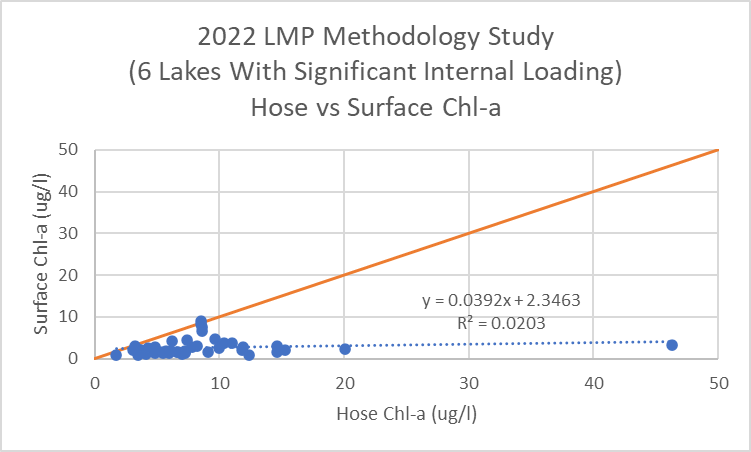 2022 LMP Methodology Study
(6 Lakes With Significant Internal Loading)
Hose vs Surface Chl-a
50
40
30
20
10
0
Surface Chl-a (ug/l)
y = 0.0392x + 2.3463
R² = 0.0203
0 10 20 30 40 50
Hose Chl-a (ug/l)